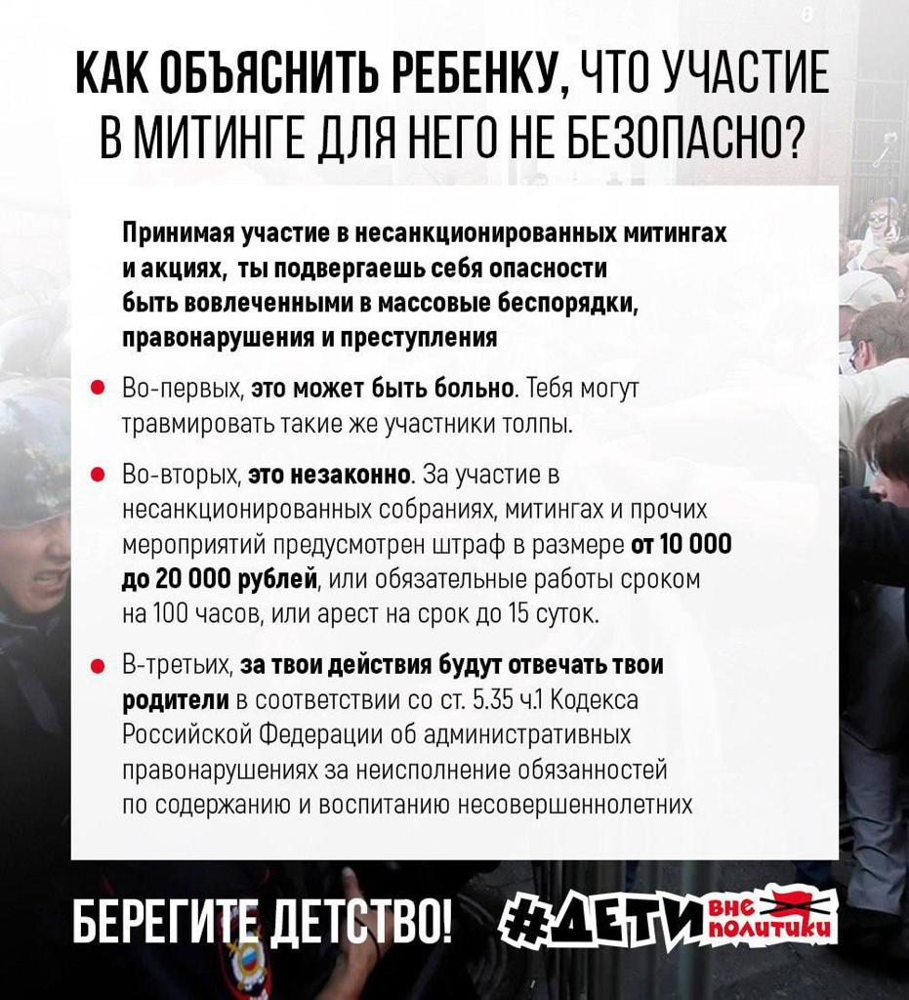 КАК ОБЪЯСНИТЬ РЕБЕНКУ, ЧТО УЧАСТИЕ
В МИТИНГЕ ДЛЯ НЕГО НЕ БЕЗОПАСНО?
Принимая участие в несанкционированных митингах
и акциях, ты подвергаешь себя опасности
быть вовлеченными в массовые беспорядки,
правонарушения и преступления
Во-первых, это может быть больно. Тебя могут
травмировать такие же участники толпы.
Во-вторых, это незаконно. За участие в
несанкционированных собраниях, митингах и прочих
мероприятий предусмотрен штраф в размере от 10 000
до 20 000 рублей, или обязательные работы сроком
на 100 часов, или арест на срок до 15 суток.
В-третьих, за твои действия будут отвечать твои
родители в соответствии со ст. 5.35 ч.1 Кодекса
Российской Федерации об административных
правонарушениях за неисполнение обязанностей
по содержанию и воспитанию несовершеннолетних
БЕРЕГИТЕ ДЕТСТВО!
#ДЕТИ ВНЕ
ПОЛИТИКИ